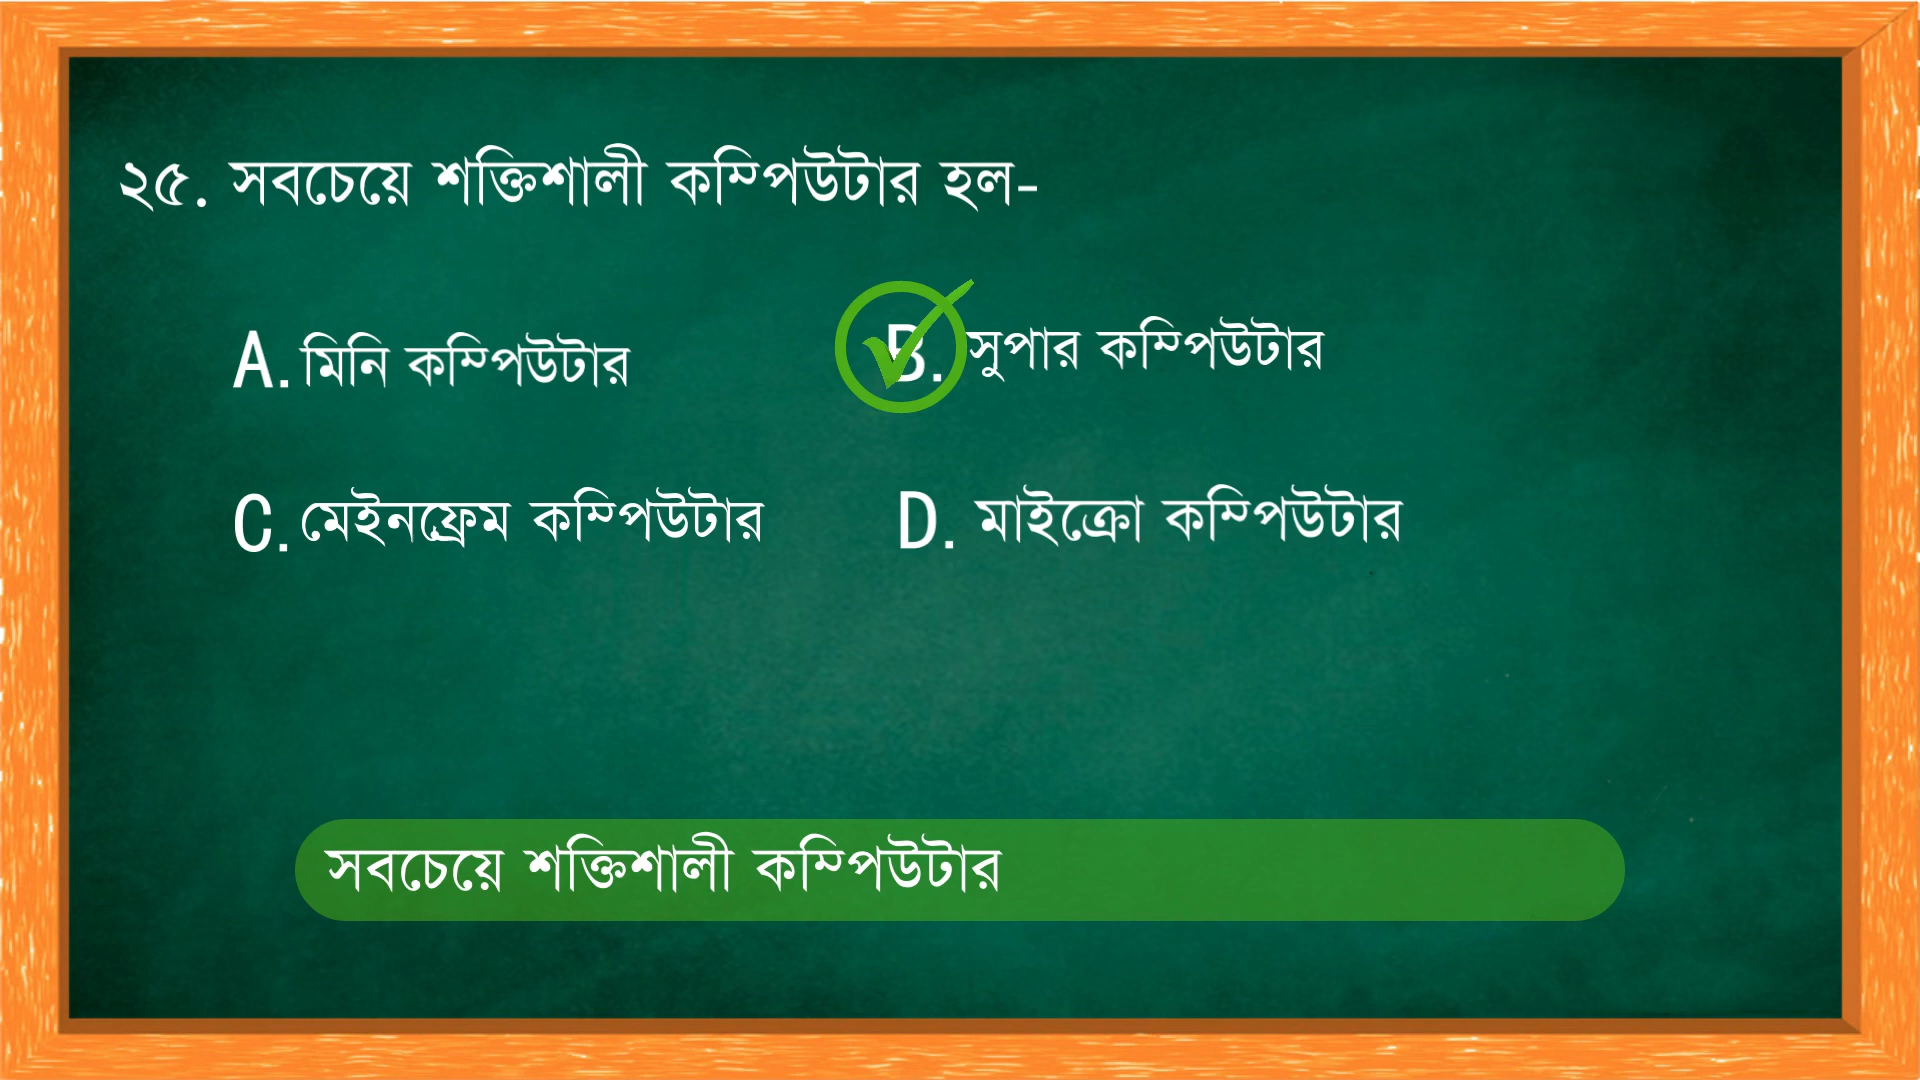 ২৫. সবচেয়ে শক্তিশালী কম্পিউটার হল-
A. মিনি কম্পিউটার
B. সুপার কম্পিউটার
C. মেইনফ্রেম কম্পিউটার
D. মাইক্রো কম্পিউটার
সবচেয়ে শক্তিশালী কম্পিউটার